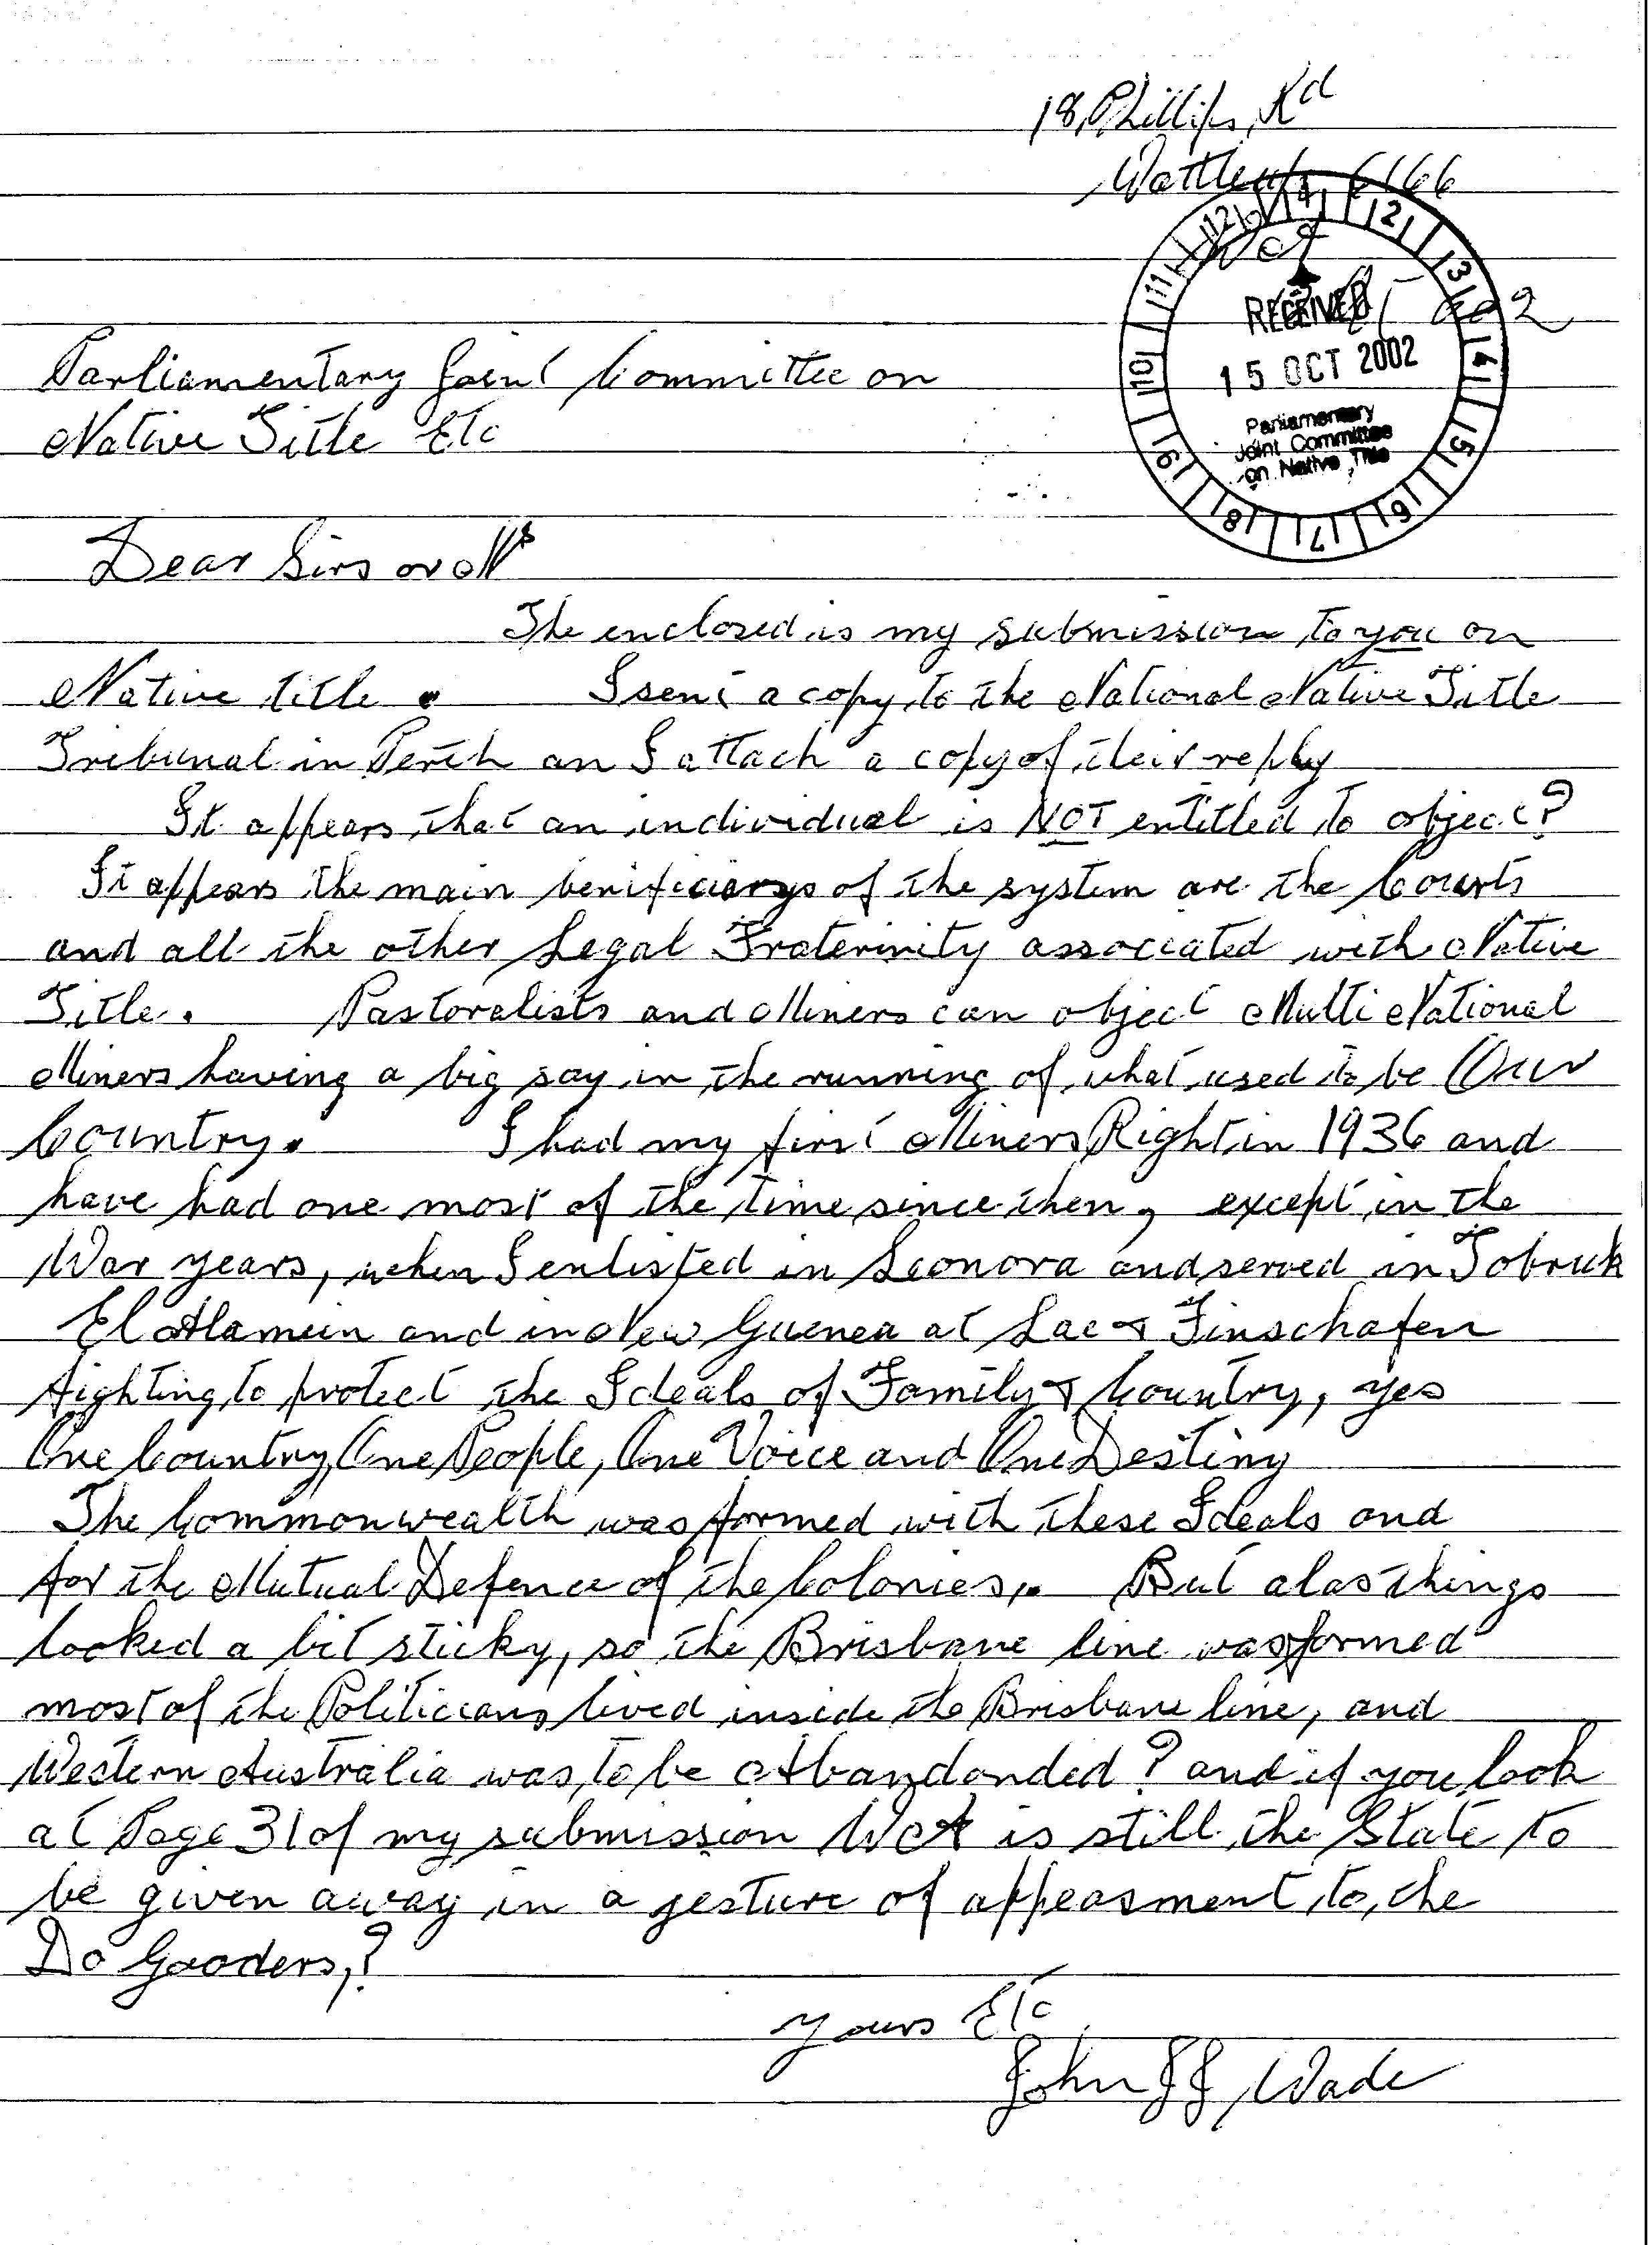 18 Phillips Rd
Wattleup 6166
WA
Parliamentary Joint Committee on
Native Title Etc
RECEIVED
15 OCT 2002
Parliamentary
Joint Committee
on Native Title
12 1 2 3 4 5 6 7 8 9 10 11
Dear Sirs or Ms
The enclosed is my submission to you on
Native title. I sent a copy to the National Native Title
Tribunal in Perth an I attach a copy of their reply
It appears that an individual is NOT entitled to object?
It appears the main benificiarys of the system are the Courts
and all the other Legal Fraterinity associated with Native
Title. Pastoralists and Miners can object Multi National
Miners having a big say in the running of what used to be Our
Country. I had my first Miners Right in 1936 and
have had one most of the time since then, except in the
War years, when I enlisted in Leonora and served in Tobruk
El Alamein and in New Guenea at Lae & Finschafen
fighting to protect the Ideals of Family & Country, yes
One Country, One People, One Voice and One Destiny
The Commonwealth was formed with these Ideals and
for the Mutual Defence of the Colonies,. But alas things
looked a bit sticky, so the Brisbane line was formed
most of the Politicians lived inside the Brisbane line, and
Western Australia was to be Abandonded? and if you look
at Page 31 of my submission WA is still the State to
be given away in a gesture of appeasment to the
Do Gooders,?
Yours Etc
John J J Wade